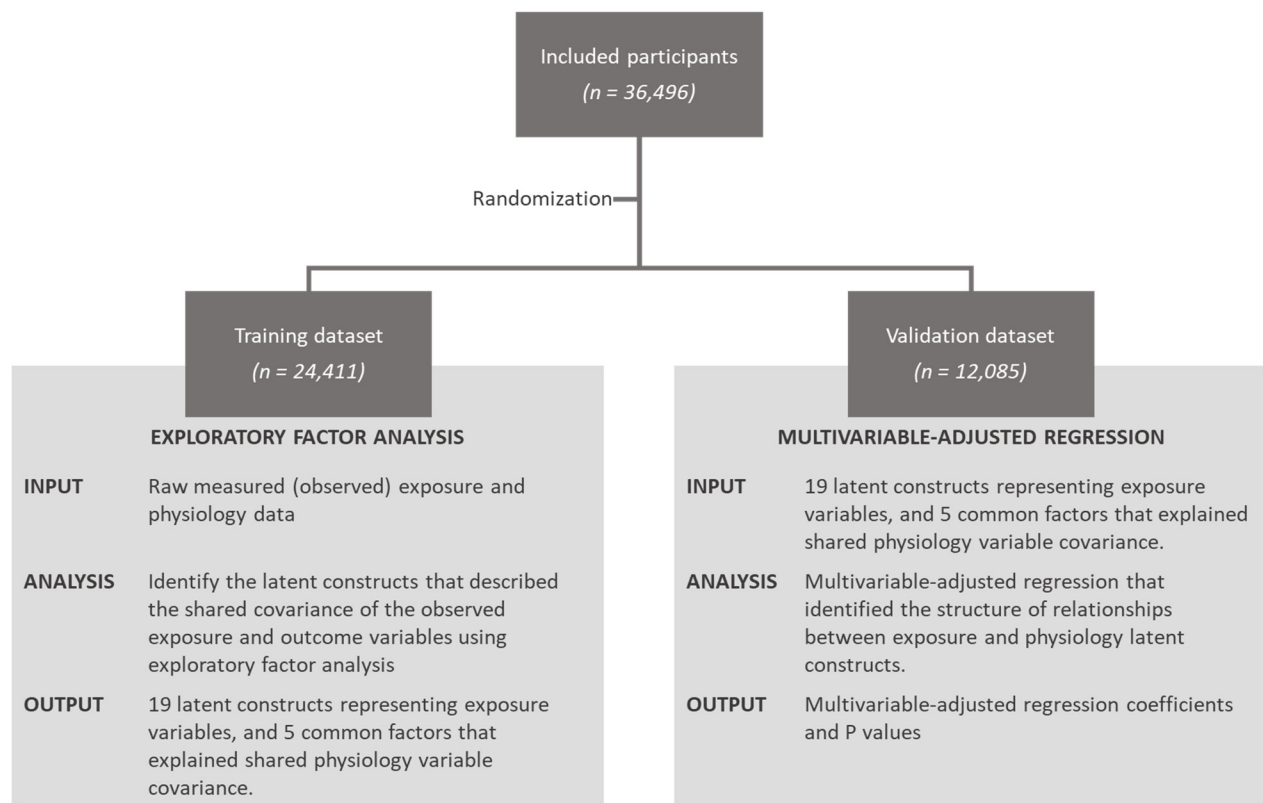 Included participants
(n = 36,496)
Randomization
Training dataset
(n = 24,411)
EXPLORATORY FACTOR ANALYSIS
INPUT Raw measured (observed) exposure and
physiology data
ANALYSIS Identify the latent constructs that described
the shared covariance of the observed
exposure and outcome variables using
exploratory factor analysis
OUTPUT 19 latent constructs representing exposure
variables, and 5 common factors that
explained shared physiology variable
covariance.
Validation dataset
(n = 12,085)
MULTIVARIABLE-ADJUSTED REGRESSION
INPUT 19 latent constructs representing exposure
variables, and 5 common factors that explained
shared physiology variable covariance.
ANALYSIS Multivariable-adjusted regression that
identified the structure of relationships
between exposure and physiology latent
constructs.
OUTPUT Multivariable-adjusted regression coefficients
and P values